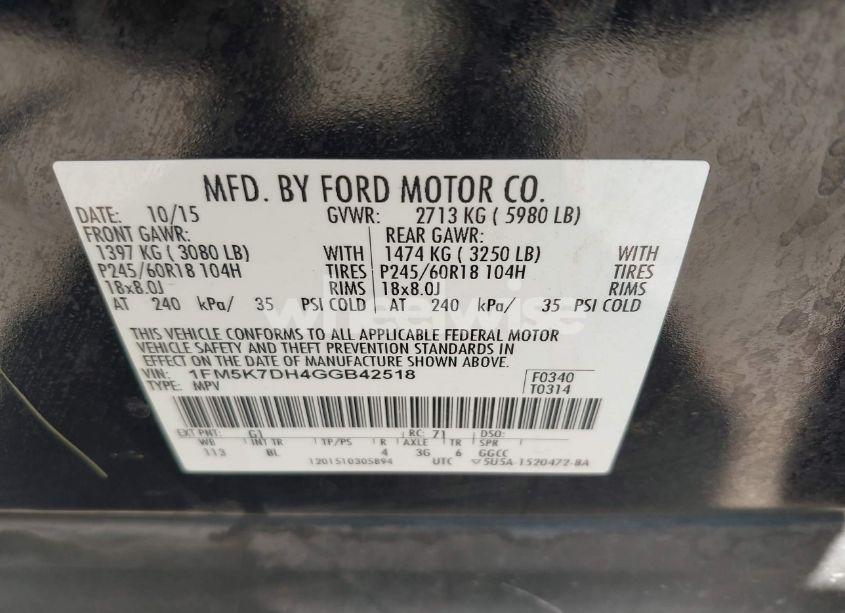 MFD. BY FORD MOTOR CO.
DATE: 10/15 GVWR: 2713 KG ( 5980 LB)
FRONT GAWR: REAR GAWR:
1397 KG ( 3080 LB) WITH 1474 KG ( 3250 LB) WITH
P245/60R18 104H TIRES P245/60R18 104H TIRES
18x8.0J RIMS 18x8.0J RIMS
AT 240 kPa/ 35 PSI COLD AT 240 kPa/ 35 PSI COLD
wheelwise
THIS VEHICLE CONFORMS TO ALL APPLICABLE FEDERAL MOTOR
VEHICLE SAFETY AND THEFT PREVENTION STANDARDS IN
EFFECT ON THE DATE OF MANUFACTURE SHOWN ABOVE.
VIN: 1FM5K7DH4GGB42518 F0340
TYPE: MPV T0314
EXT PNT: G1 RC: 71 DSO:
WB INT TR TP/PS R AXLE TR SPR
113 BL 4 3G 6 GGCC
1201510305894 UTC 5U5A-1520472-BA